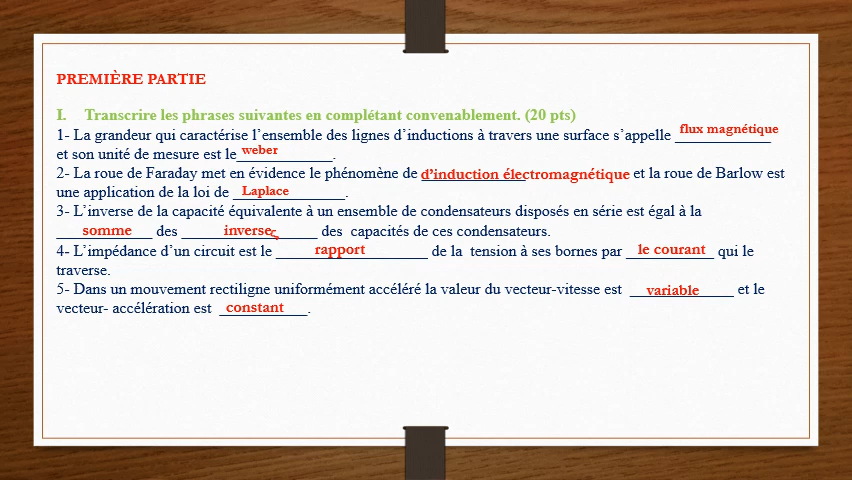 PREMIÈRE PARTIE
I. Transcrire les phrases suivantes en complétant convenablement. (20 pts)
1- La grandeur qui caractérise l’ensemble des lignes d’inductions à travers une surface s’appelle flux magnétique
et son unité de mesure est le weber.
2- La roue de Faraday met en évidence le phénomène de d’induction électromagnétique et la roue de Barlow est
une application de la loi de Laplace.
3- L’inverse de la capacité équivalente à un ensemble de condensateurs disposés en série est égal à la
somme des inverses des capacités de ces condensateurs.
4- L’impédance d’un circuit est le rapport de la tension à ses bornes par le courant qui le
traverse.
5- Dans un mouvement rectiligne uniformément accéléré la valeur du vecteur-vitesse est variable et le
vecteur- accélération est constant.